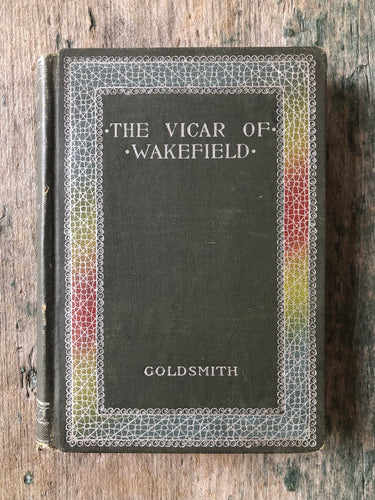 ·THE VICAR OF·
·WAKEFIELD·
GOLDSMITH